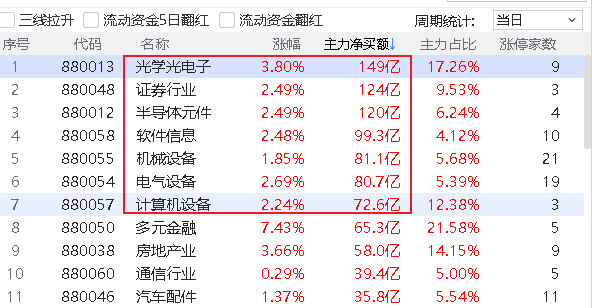 三线拉升 流动资金5日翻红 流动资金翻红 周期统计: 当日
序号 代码 名称 涨幅 主力净买额↓ 主力占比 涨停家数
1 880013 光学光电子 3.80% 149亿 17.26% 9
2 880048 证券行业 2.49% 124亿 9.53% 3
3 880012 半导体元件 2.49% 120亿 6.24% 4
4 880058 软件信息 2.48% 99.3亿 4.12% 10
5 880055 机械设备 1.85% 81.1亿 5.68% 21
6 880054 电气设备 2.69% 80.7亿 5.39% 19
7 880057 计算机设备 2.24% 72.6亿 12.38% 3
8 880050 多元金融 7.43% 65.3亿 21.58% 5
9 880038 房地产业 3.66% 58.0亿 14.15% 9
10 880060 通信行业 0.29% 39.4亿 5.00% 5
11 880046 汽车配件 1.37% 35.8亿 5.54% 11